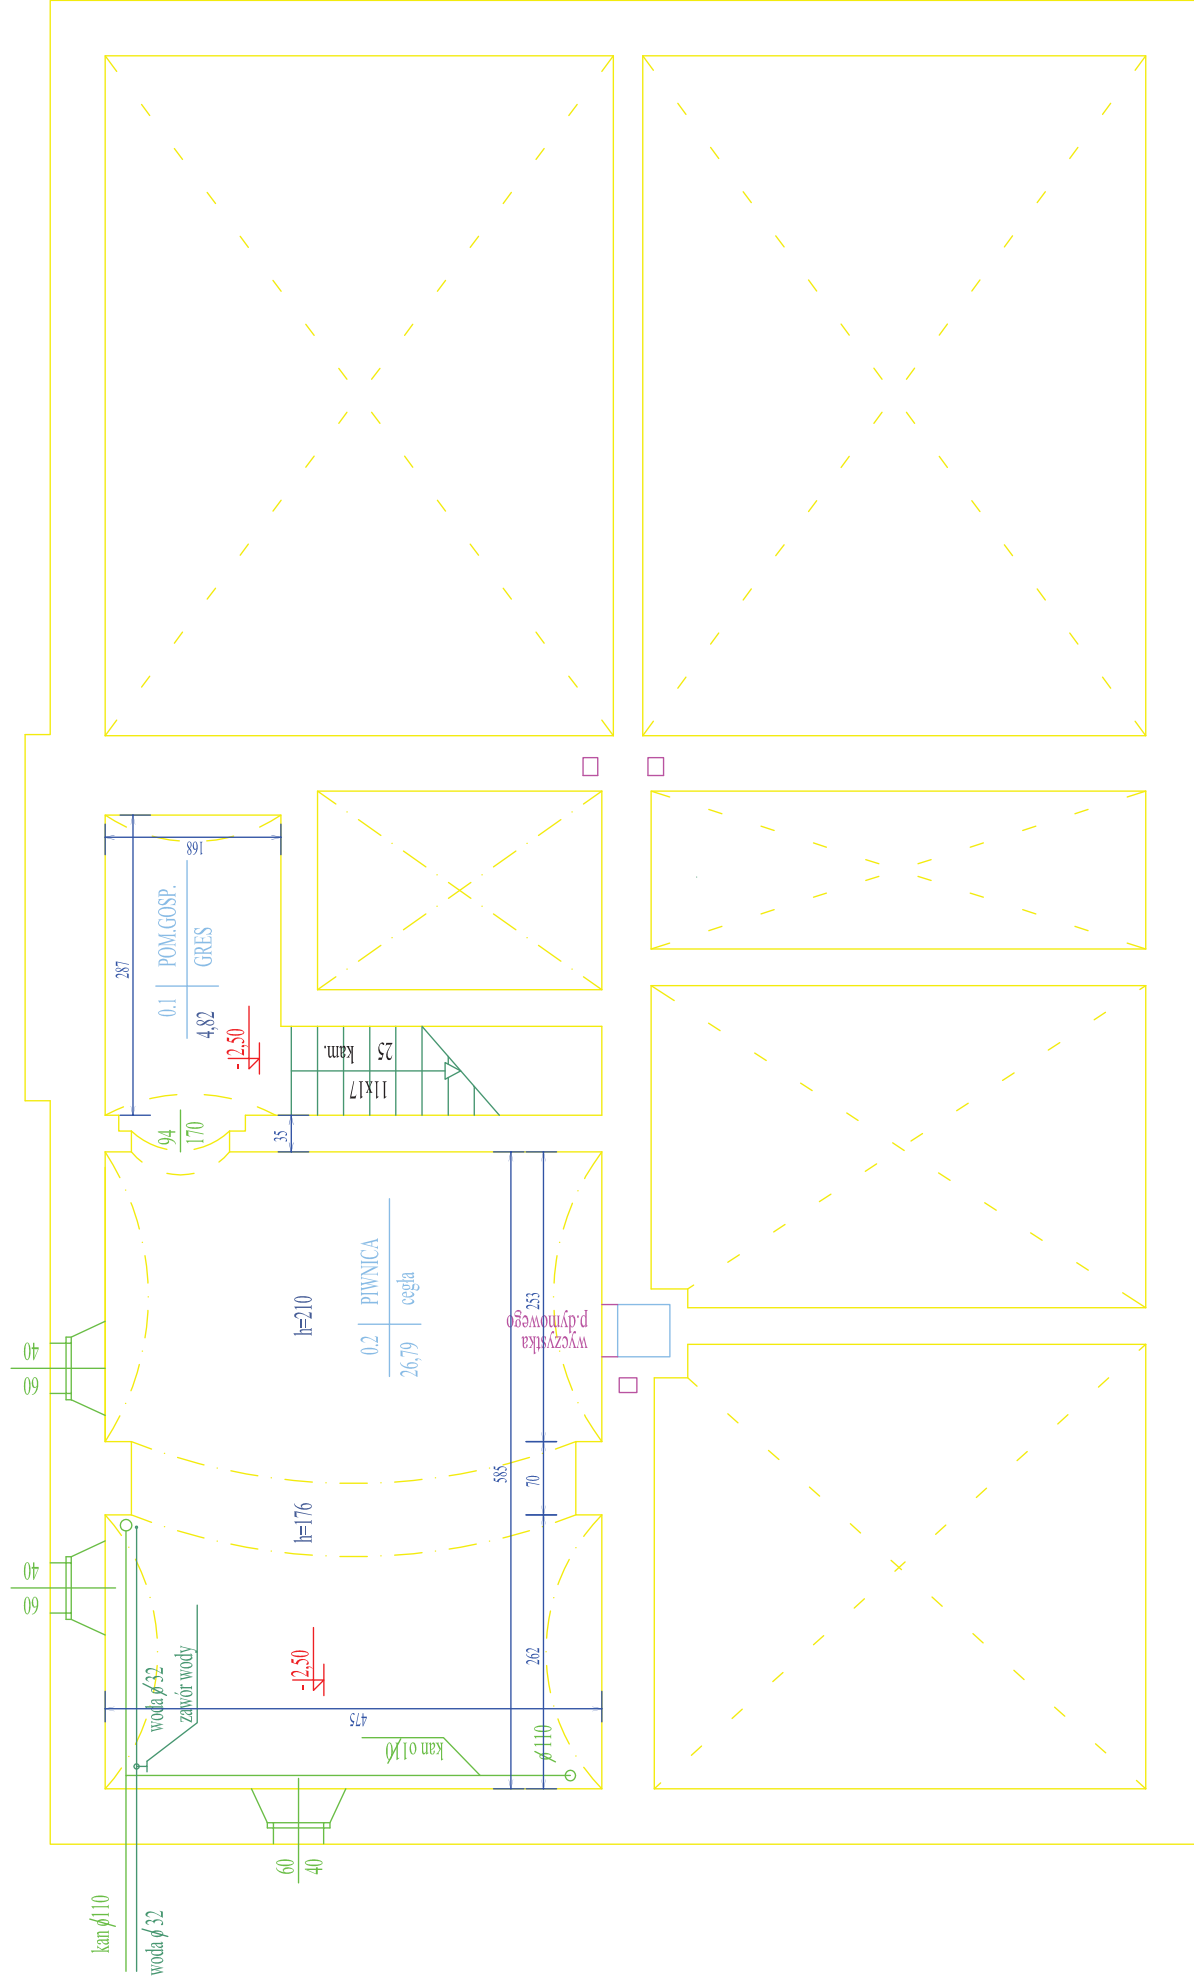 168
287
0.1 POM.GOSP.
4,82 GRES
- 2,50
25 kam.
11x17
94
170
35
0.2 PIWNICA
26,79 cegła
h=210
253
wyczystka
p.dymowego
40
60
585
70
h=176
40
60
262
- 2,50
woda ø 32
zawór wody
475
kan o110
ø 110
60
40
kan ø110
woda ø 32